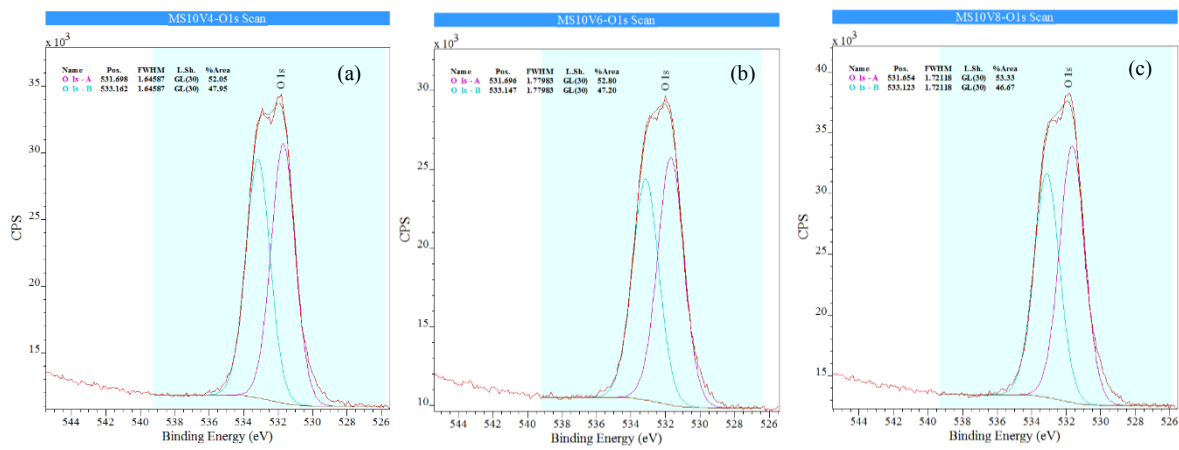 MS10V4-O1s Scan
x 10³
(a)
Name Pos. FWHM L.Sh. %Area
O 1s - A 531.698 1.64587 GL(30) 52.05
O 1s - B 533.162 1.64587 GL(30) 47.95
O 1s
35
30
25
20
15
CPS
544 542 540 538 536 534 532 530 528 526
Binding Energy (eV)
MS10V6-O1s Scan
x 10³
(b)
Name Pos. FWHM L.Sh. %Area
O 1s - A 531.696 1.77983 GL(30) 52.80
O 1s - B 533.147 1.77983 GL(30) 47.20
O 1s
30
25
20
15
10
CPS
544 542 540 538 536 534 532 530 528 526
Binding Energy (eV)
MS10V8-O1s Scan
x 10³
(c)
Name Pos. FWHM L.Sh. %Area
O 1s - A 531.654 1.72118 GL(30) 53.33
O 1s - B 533.123 1.72118 GL(30) 46.67
O 1s
40
35
30
25
20
15
CPS
544 542 540 538 536 534 532 530 528 526
Binding Energy (eV)